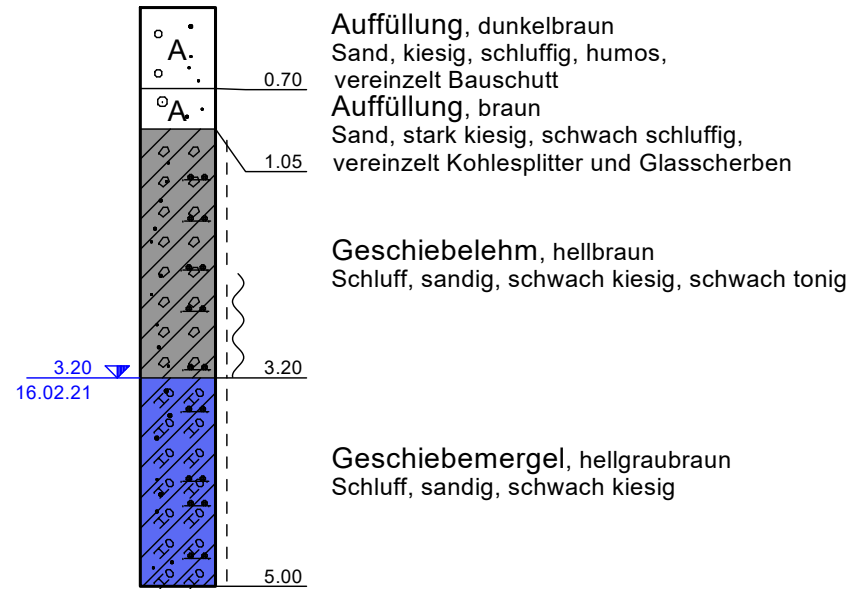 Auffüllung, dunkelbraun
Sand, kiesig, schluffig, humos,
vereinzelt Bauschutt
A
0.70
Auffüllung, braun
Sand, stark kiesig, schwach schluffig,
vereinzelt Kohlesplitter und Glasscherben
A
1.05
Geschiebelehm, hellbraun
Schluff, sandig, schwach kiesig, schwach tonig
3.20
16.02.21
3.20
Geschiebemergel, hellgraubraun
Schluff, sandig, schwach kiesig
5.00